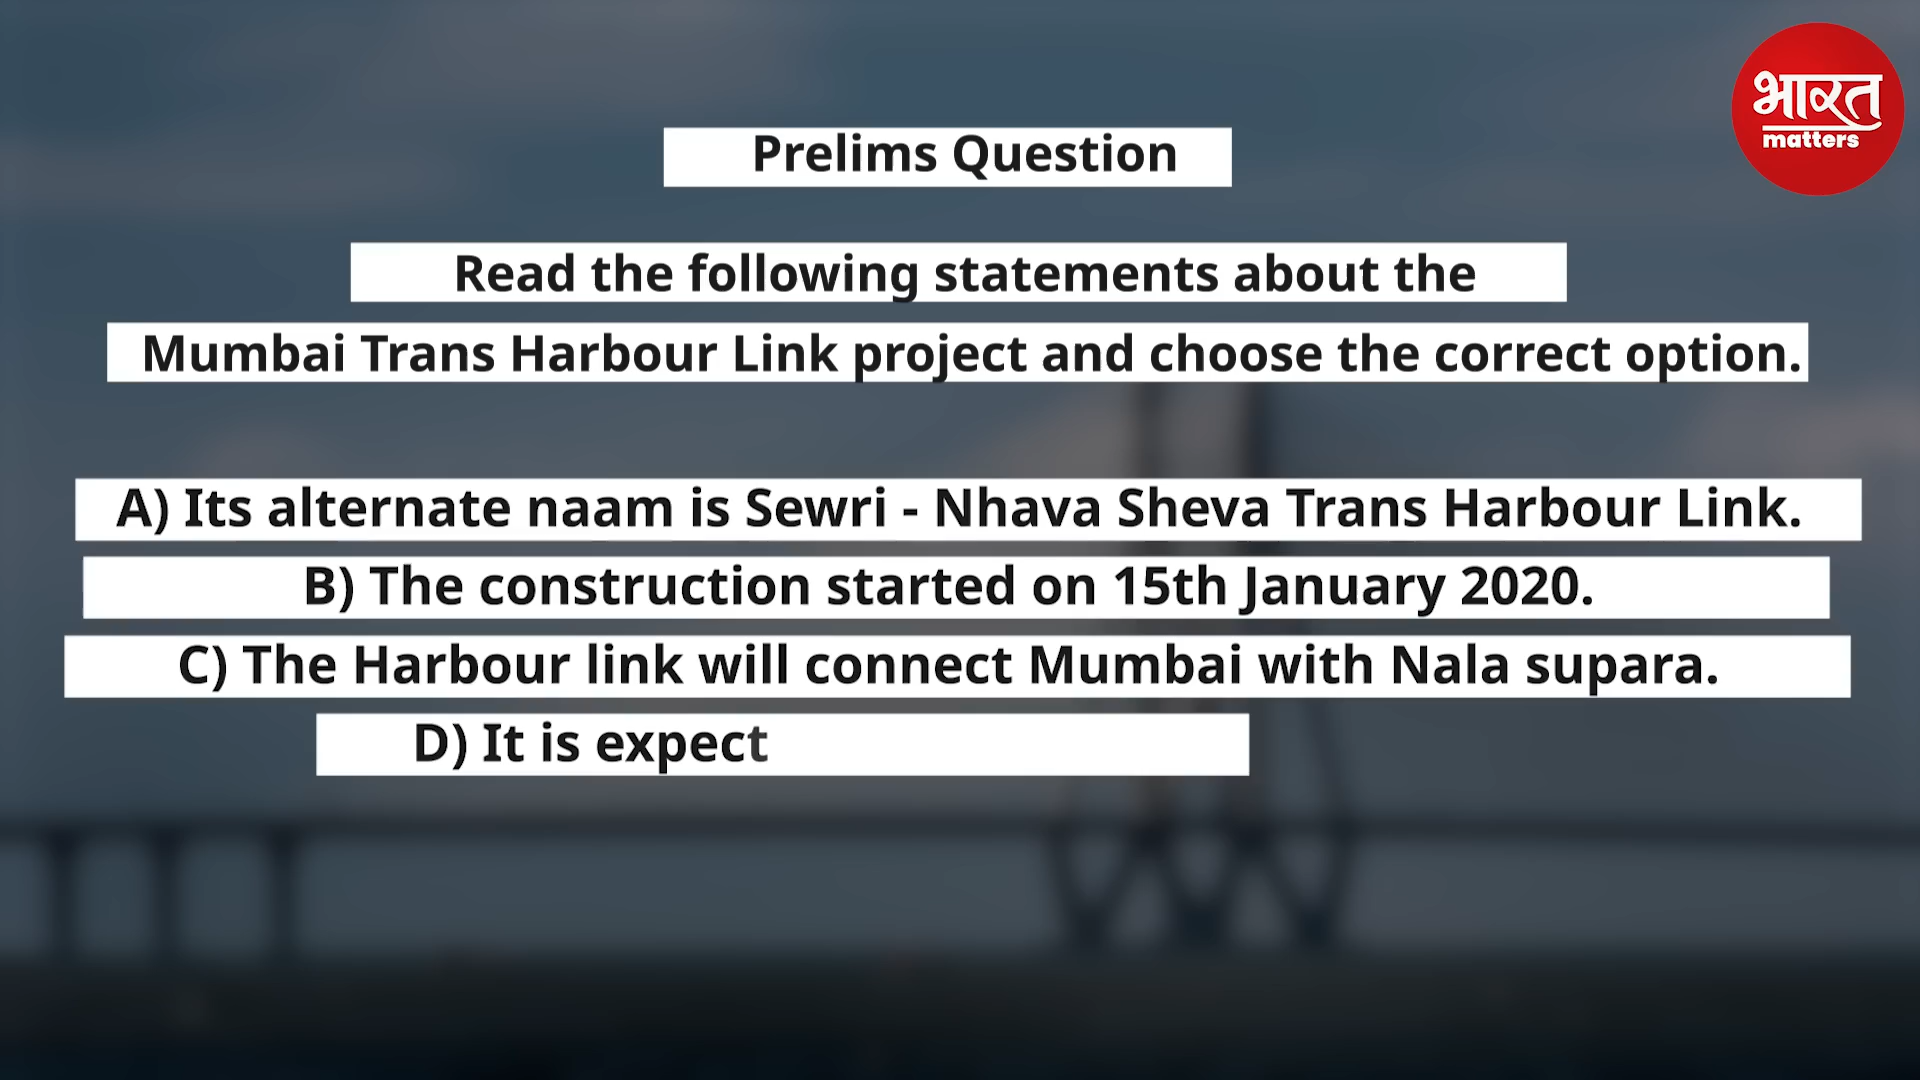 भारत
matters
Prelims Question
Read the following statements about the
Mumbai Trans Harbour Link project and choose the correct option.
A) Its alternate naam is Sewri - Nhava Sheva Trans Harbour Link.
B) The construction started on 15th January 2020.
C) The Harbour link will connect Mumbai with Nala supara.
D) It is expect